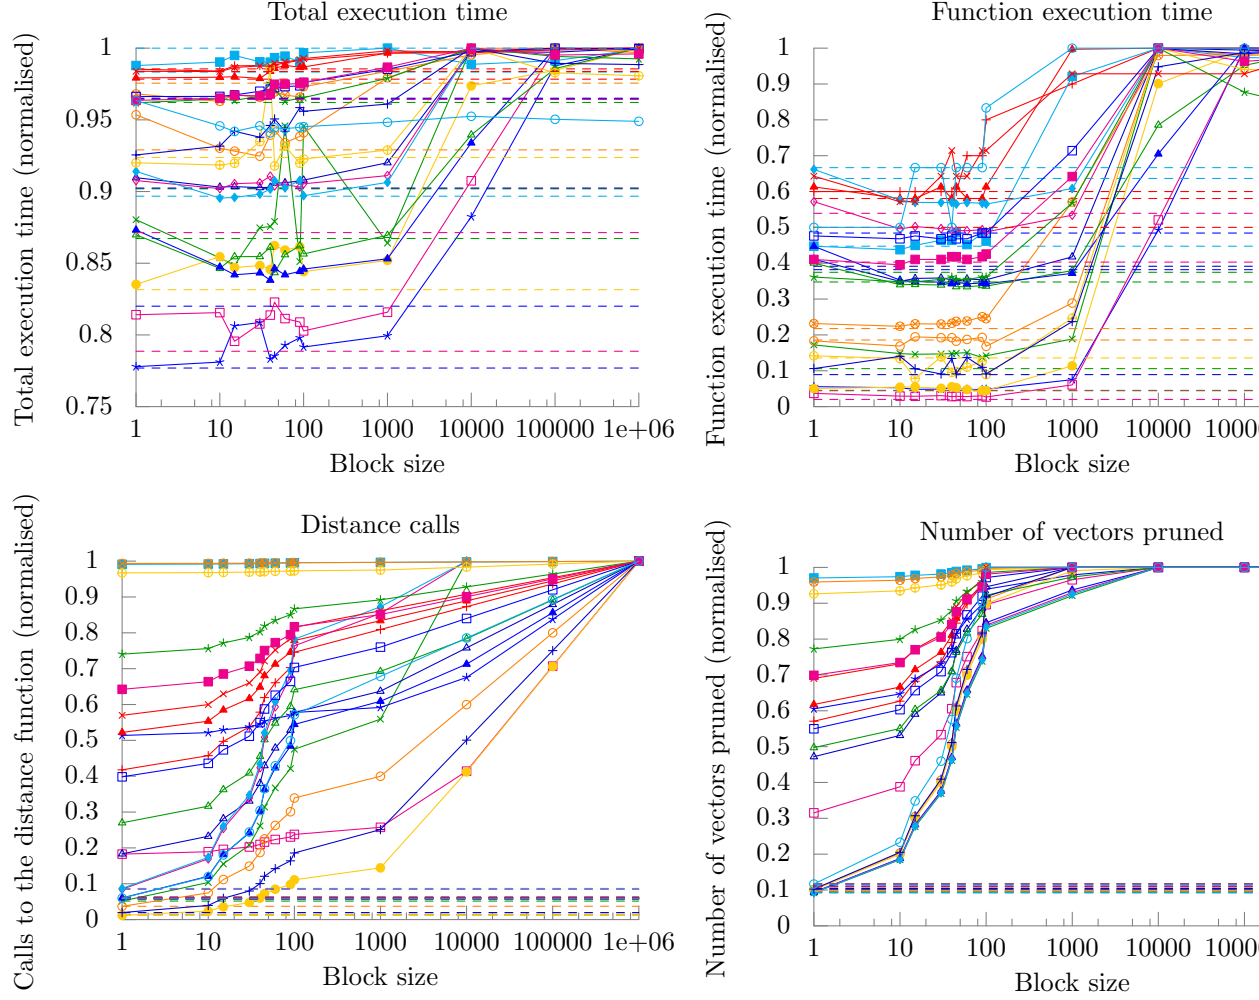 Total execution time
Total execution time (normalised)
1
0.95
0.9
0.85
0.8
0.75
1 10 100 1000 10000 100000 1e+06
Block size
Function execution time
Function execution time (normalised)
1
0.9
0.8
0.7
0.6
0.5
0.4
0.3
0.2
0.1
0
1 10 100 1000 10000 1000
Block size
Distance calls
Calls to the distance function (normalised)
1
0.9
0.8
0.7
0.6
0.5
0.4
0.3
0.2
0.1
0
1 10 100 1000 10000 100000 1e+06
Block size
Number of vectors pruned
Number of vectors pruned (normalised)
1
0.9
0.8
0.7
0.6
0.5
0.4
0.3
0.2
0.1
0
1 10 100 1000 10000 1000
Block size